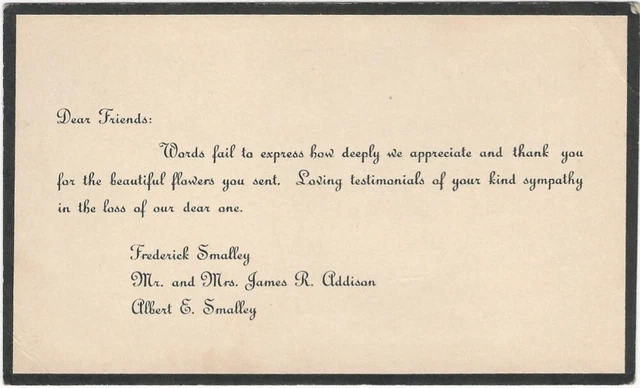 Dear Friends:
Words fail to express how deeply we appreciate and thank you
for the beautiful flowers you sent. Loving testimonials of your kind sympathy
in the loss of our dear one.
Frederick Smalley
Mr. and Mrs. James R. Addison
Albert E. Smalley